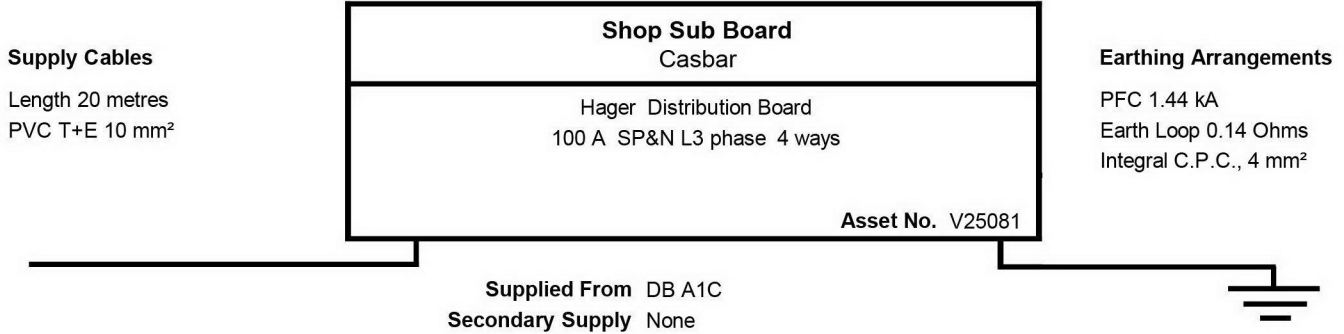 Shop Sub Board
Casbar
Supply Cables
Length 20 metres
PVC T+E 10 mm²
Hager Distribution Board
100 A SP&N L3 phase 4 ways
Asset No. V25081
Earthing Arrangements
PFC 1.44 kA
Earth Loop 0.14 Ohms
Integral C.P.C., 4 mm²
Supplied From DB A1C
Secondary Supply None